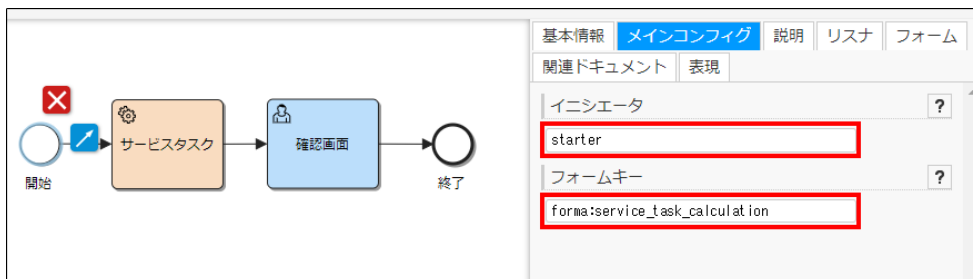 基本情報 メインコンフィグ 説明 リスナ フォーム
関連ドキュメント 表現
イニシエータ ?
starter
フォームキー ?
forma:service_task_calculation
サービスタスク
確認画面
開始
終了